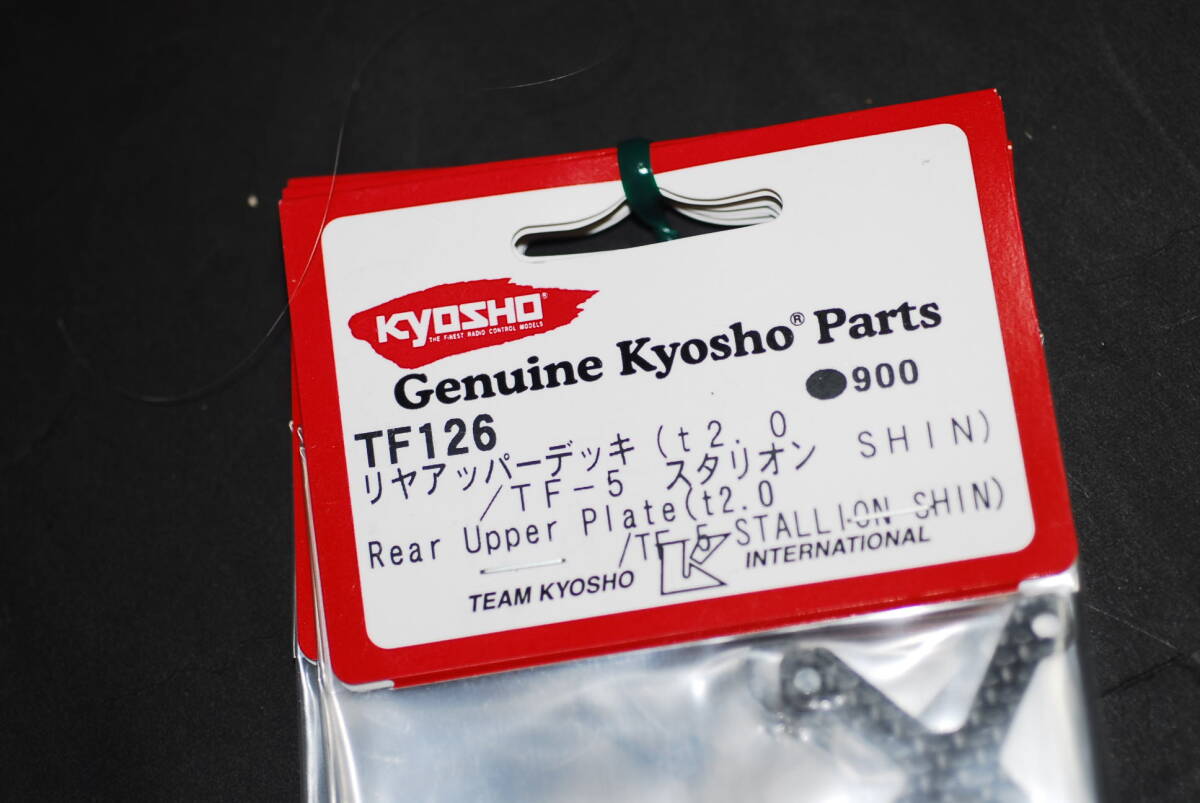 KYOSHO®
THE FINEST RADIO CONTROL MODELS
Genuine Kyosho® Parts
●900
TF126
リヤアッパーデッキ(t2.0
/TF-5 スタリオン SHIN)
Rear Upper Plate(t2.0
/TF-5 STALLION SHIN)
TEAM KYOSHO K INTERNATIONAL